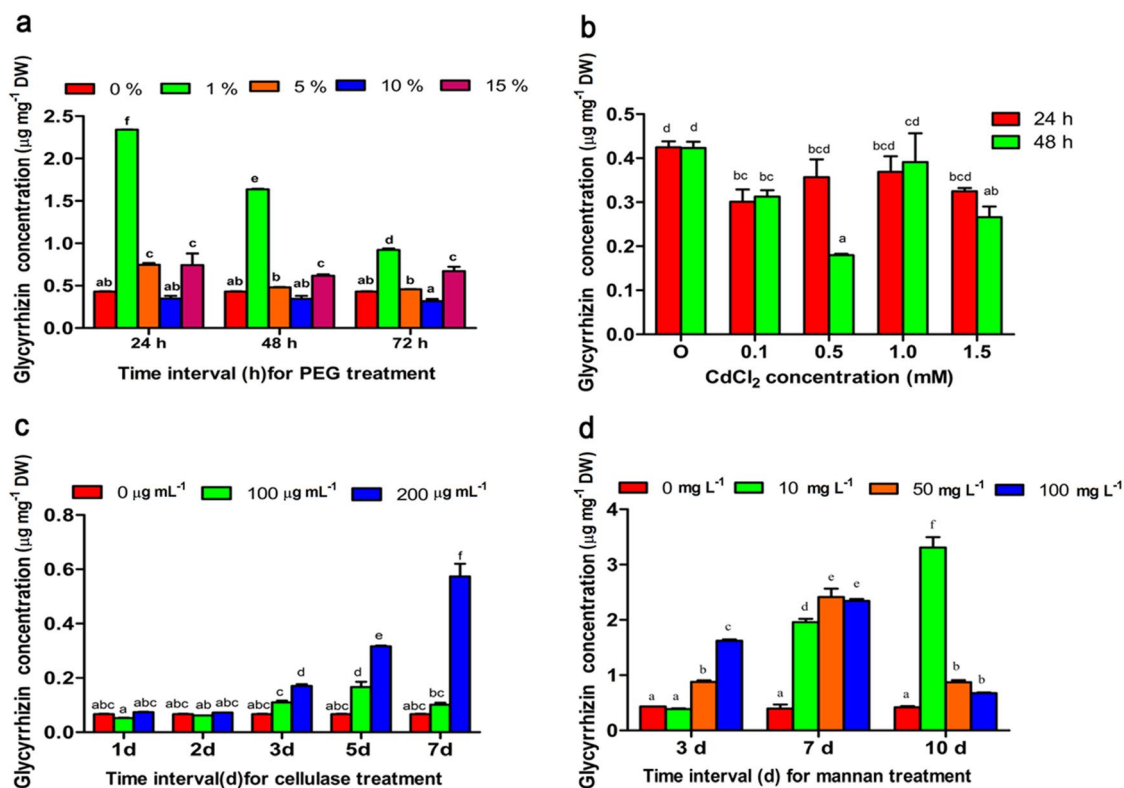 a
0 % 1 % 5 % 10 % 15 %
Glycyrrhizin concentration (µg mg⁻¹ DW)
2.5
2.0
1.5
1.0
0.5
0.0
ab f c ab c
ab e b ab c
ab d b a c
24 h 48 h 72 h
Time interval (h)for PEG treatment
b
24 h
48 h
Glycyrrhizin concentration (µg mg⁻¹ DW)
0.5
0.4
0.3
0.2
0.1
0.0
d d bc bc bcd a bcd cd bcd ab
O 0.1 0.5 1.0 1.5
CdCl₂ concentration (mM)
c
0 µg mL⁻¹ 100 µg mL⁻¹ 200 µg mL⁻¹
Glycyrrhizin concentration (µg mg⁻¹ DW)
0.8
0.6
0.4
0.2
0.0
abc a abc
abc ab abc
abc c d
abc d e
abc bc f
1d 2d 3d 5d 7d
Time interval(d)for cellulase treatment
d
0 mg L⁻¹ 10 mg L⁻¹ 50 mg L⁻¹ 100 mg L⁻¹
Glycyrrhizin concentration (µg mg⁻¹ DW)
4
3
2
1
0
a a b c
a d e e
a f b b
3 d 7 d 10 d
Time interval (d) for mannan treatment